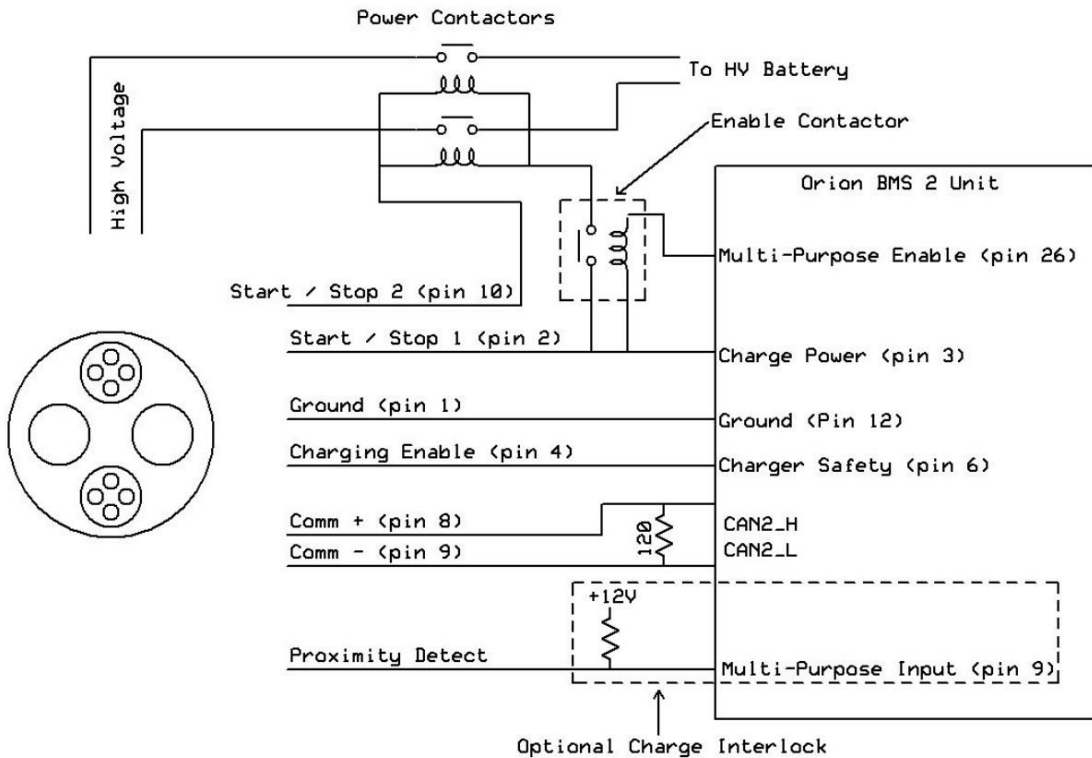 Power Contactors
To HV Battery
High Voltage
Enable Contactor
Orion BMS 2 Unit
Multi-Purpose Enable (pin 26)
Start / Stop 2 (pin 10)
Start / Stop 1 (pin 2)
Charge Power (pin 3)
Ground (pin 1)
Ground (Pin 12)
Charging Enable (pin 4)
Charger Safety (pin 6)
Comm + (pin 8)
120
CAN2_H
Comm - (pin 9)
CAN2_L
+12V
Proximity Detect
Multi-Purpose Input (pin 9)
Optional Charge Interlock